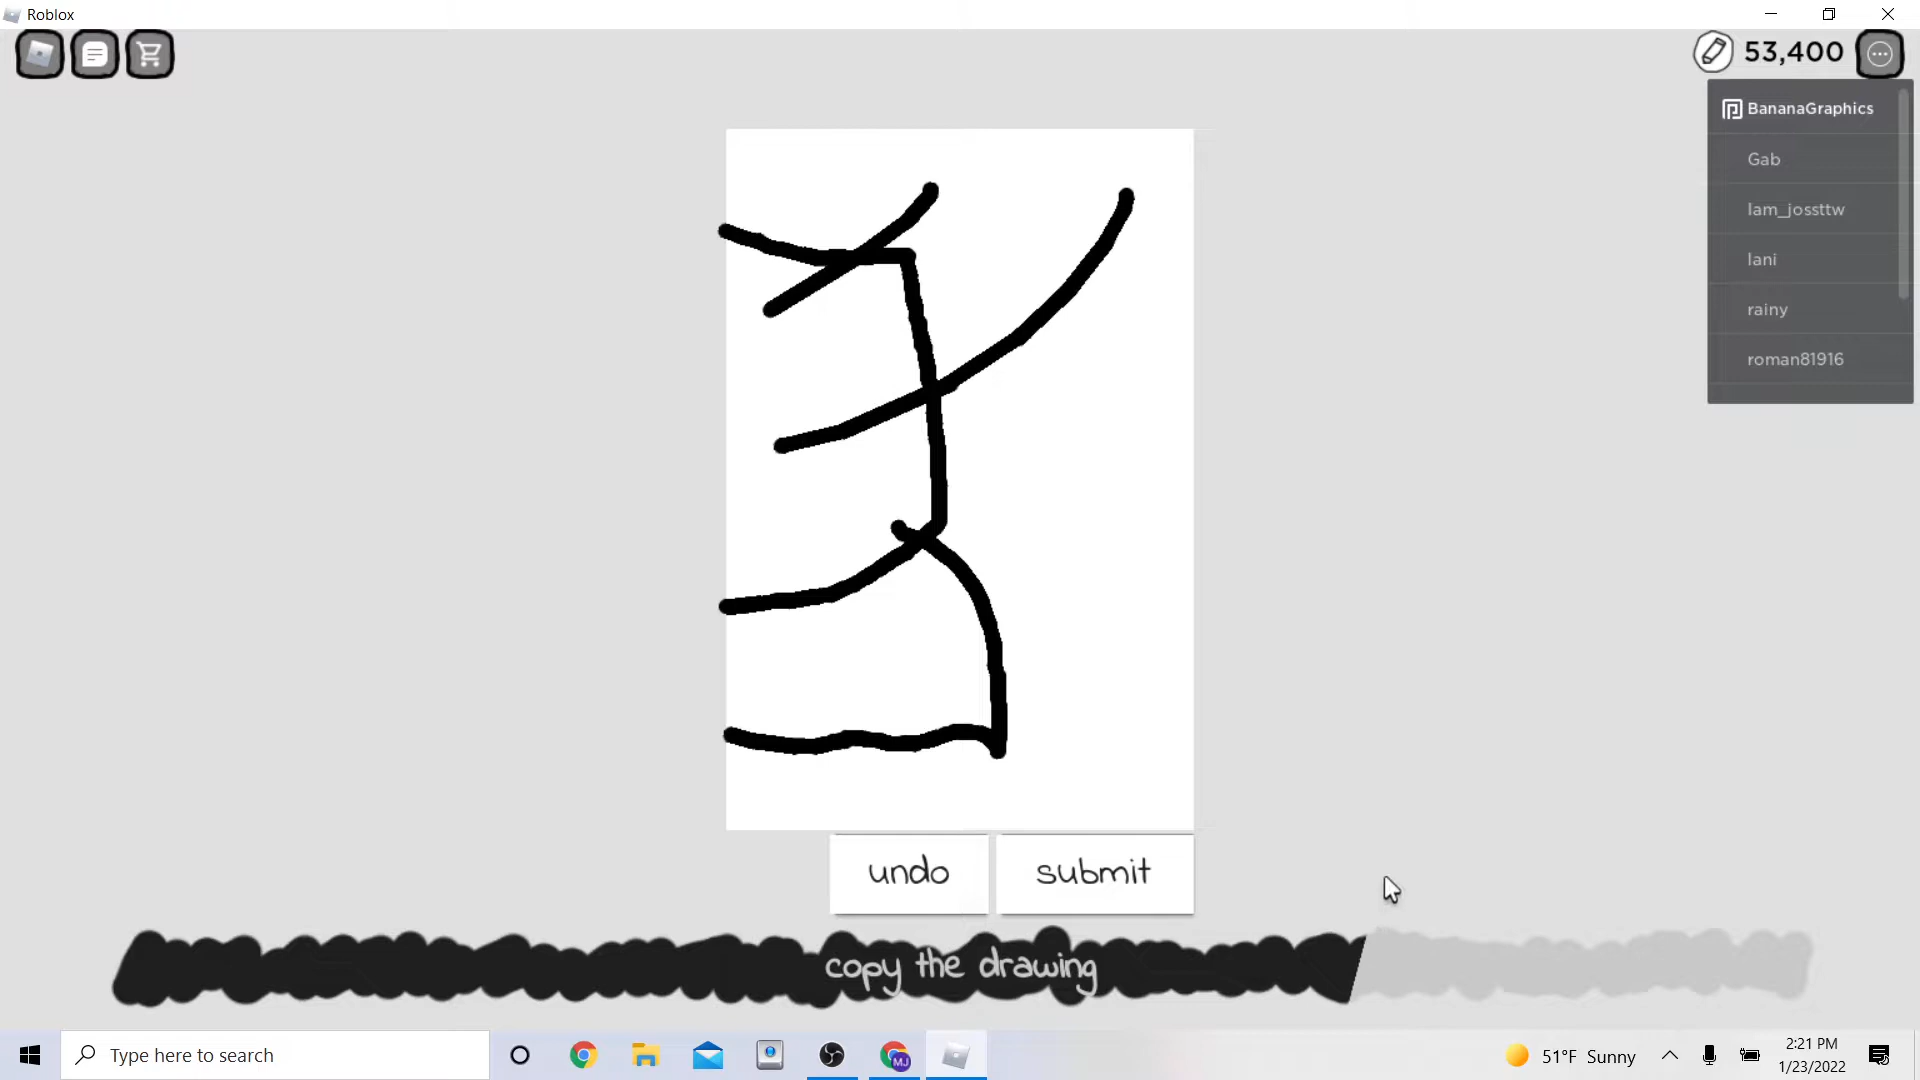 Roblox
53,400
BananaGraphics
Gab
Iam_jossttw
lani
rainy
roman81916
undo
submit
copy the drawing
MJ
Type here to search
51°F Sunny
2:21 PM
1/23/2022